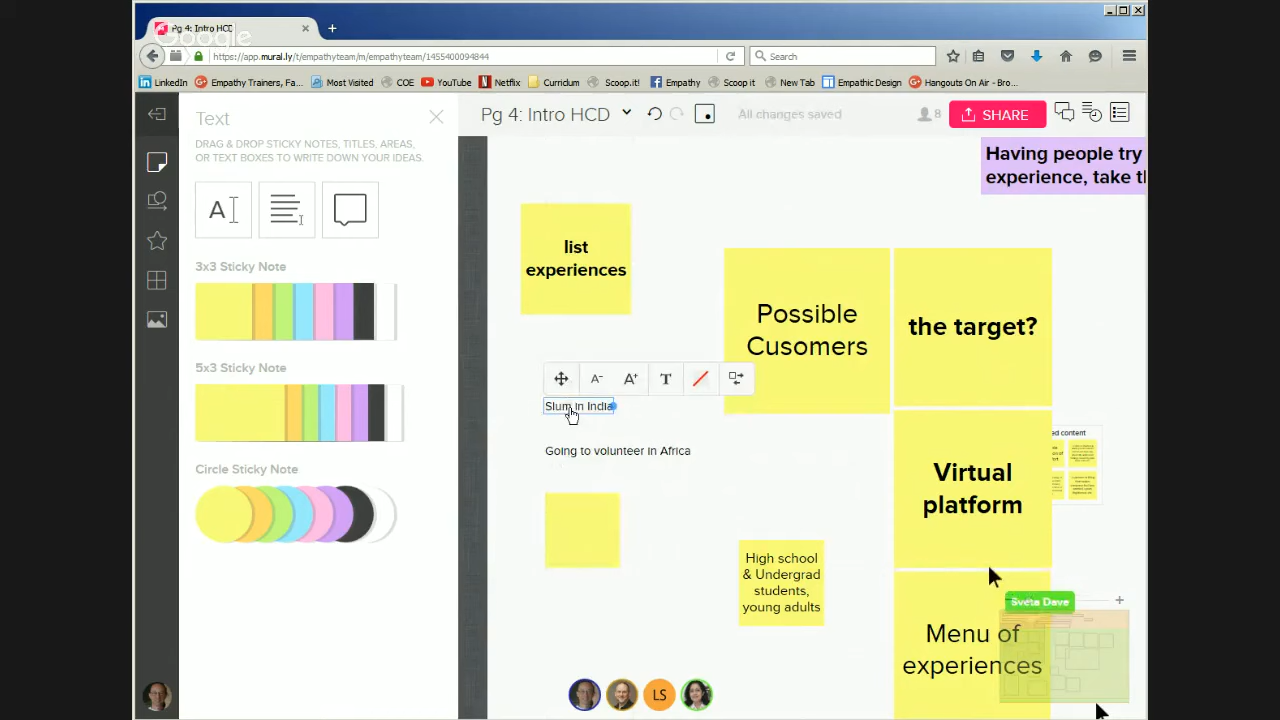 Pg 4: Intro HCD
Google
https://app.mural.ly/t/empathyteam/m/empathyteam/1455400094844
Search
LinkedIn
Empathy Trainers, Fa...
Most Visited
COE
YouTube
Netflix
Curriclum
Scoop.it!
Empathy
Scoop it
New Tab
Empathic Design
Hangouts On Air - Bro...
Text
DRAG & DROP STICKY NOTES, TITLES, AREAS,
OR TEXT BOXES TO WRITE DOWN YOUR IDEAS.
A
3x3 Sticky Note
5x3 Sticky Note
Circle Sticky Note
Pg 4: Intro HCD
All changes saved
8
SHARE
Having people try
experience, take t
list
experiences
Possible
Cusomers
the target?
A-
A+
T
Slum in India
Going to volunteer in Africa
ed content
Virtual
platform
High school
& Undergrad
students,
young adults
Sveta Dave
Menu of
experiences
LS